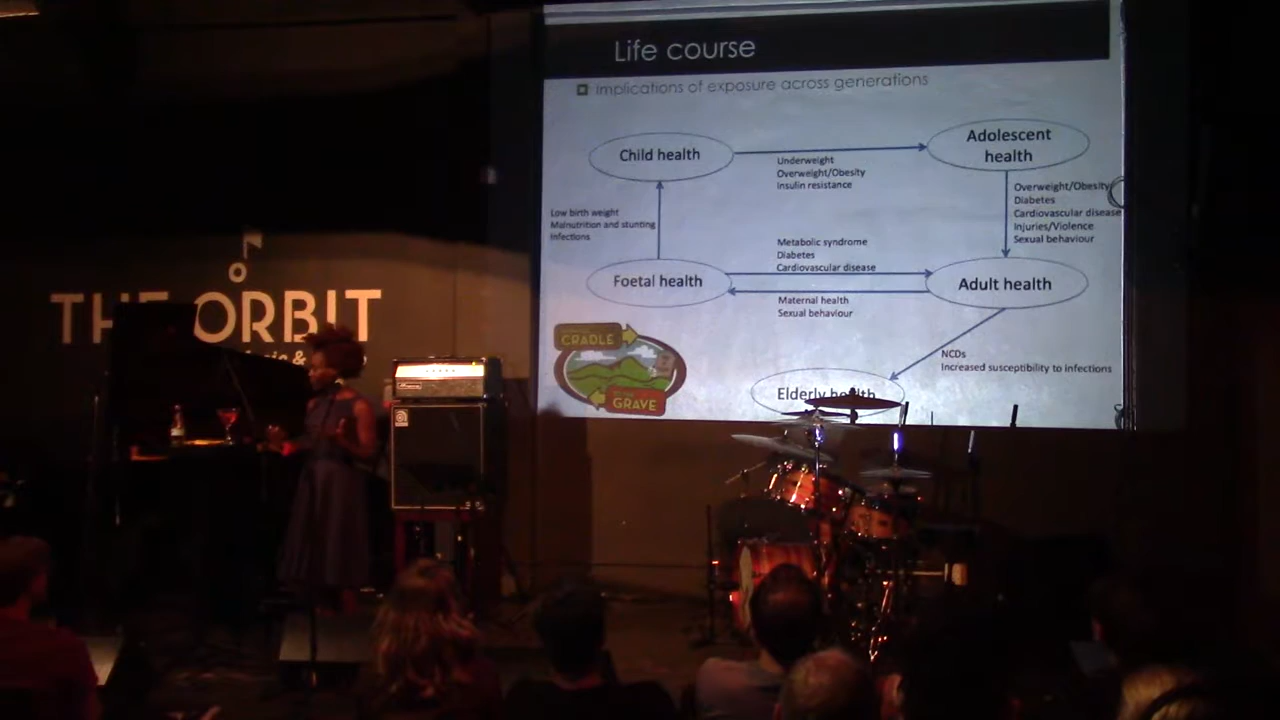 Life course
Implications of exposure across generations
Child health
Adolescent
health
Underweight
Overweight/Obesity
Insulin resistance
Overweight/Obesity
Diabetes
Cardiovascular disease
Injuries/Violence
Sexual behaviour
Low birth weight
Malnutrition and stunting
Infections
Metabolic syndrome
Diabetes
Cardiovascular disease
Foetal health
Adult health
Maternal health
Sexual behaviour
NCDs
Increased susceptibility to infections
Elderly health
CRADLE
GRAVE
THE ORBIT